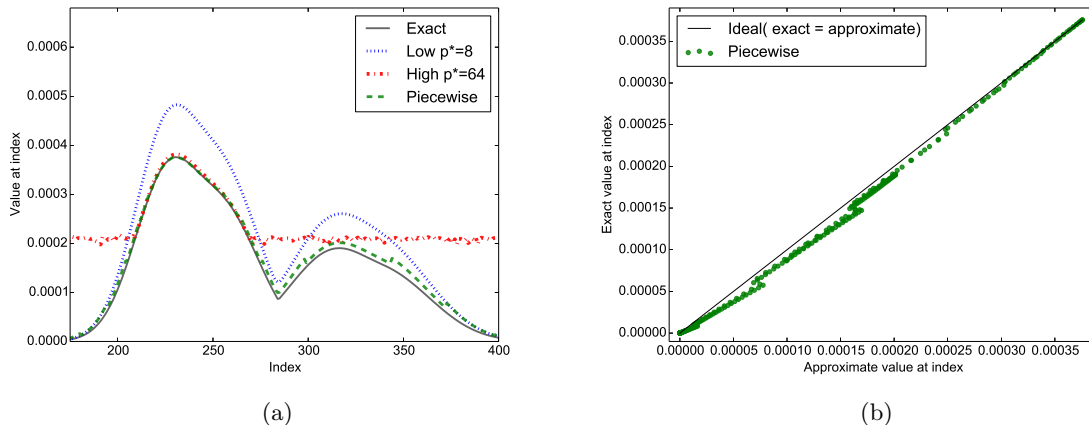 0.0006
0.0005
0.0004
0.0003
0.0002
0.0001
0.0000
Value at index
200
250
300
350
400
Index
Exact
Low p*=8
High p*=64
Piecewise
(a)
0.00035
0.00030
0.00025
0.00020
0.00015
0.00010
0.00005
0.00000
Exact value at index
0.00000 0.00005 0.00010 0.00015 0.00020 0.00025 0.00030 0.00035
Approximate value at index
Ideal( exact = approximate)
Piecewise
(b)